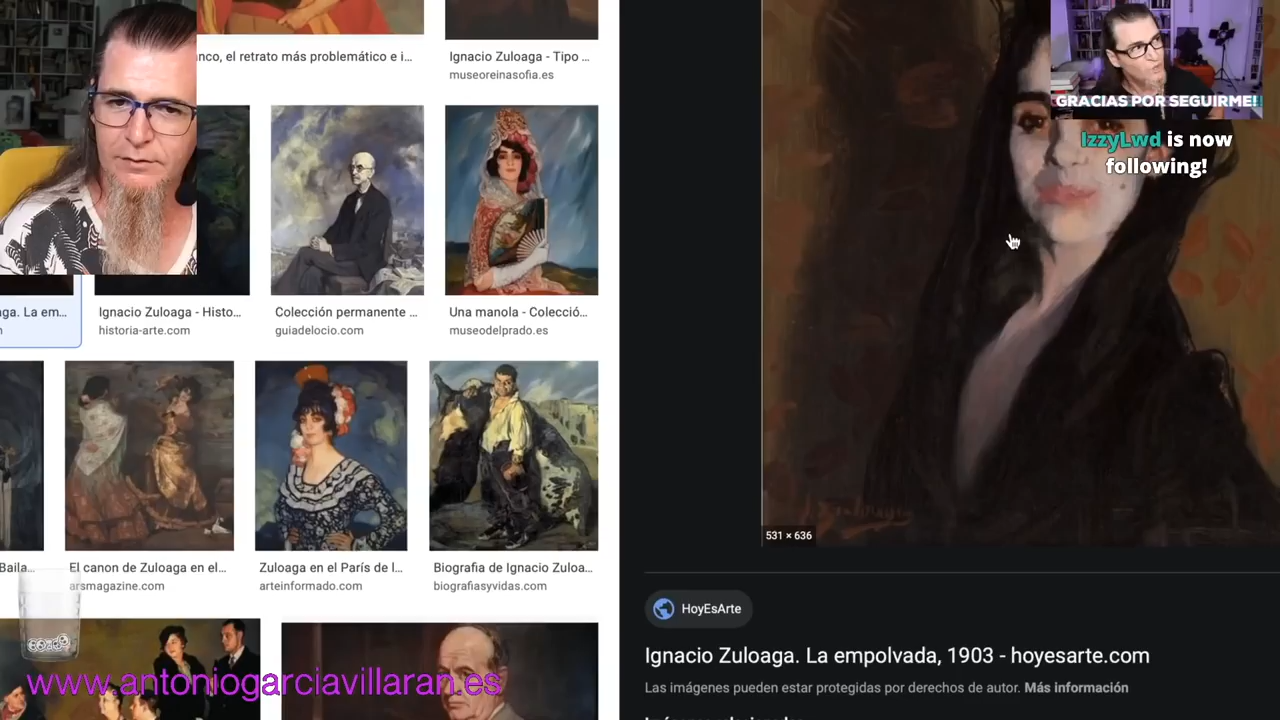 nco, el retrato más problemático e i...
Ignacio Zuloaga - Tipo ...
museoreinasofia.es
GRACIAS POR SEGUIRME!!
IzzyLwd is now
following!
ga. La em...
Ignacio Zuloaga - Histo...
historia-arte.com
Colección permanente ...
guiadelocio.com
Una manola - Colecció...
museodelprado.es
531 × 636
Baila...
El canon de Zuloaga en el...
arsmagazine.com
Zuloaga en el París de l...
arteinformado.com
Biografia de Ignacio Zuloa...
biografiasyvidas.com
HoyEsArte
Ignacio Zuloaga. La empolvada, 1903 - hoyesarte.com
Las imágenes pueden estar protegidas por derechos de autor. Más información
www.antoniogarciavillaran.es